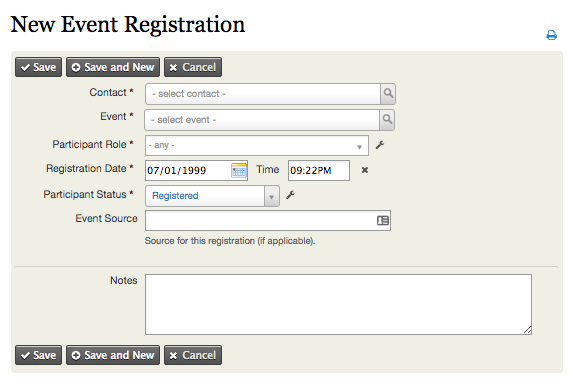 New Event Registration
Save Save and New Cancel
Contact * - select contact -
Event * - select event -
Participant Role * - any -
Registration Date * 07/01/1999 Time 09:22PM
Participant Status * Registered
Event Source
Source for this registration (if applicable).
Notes
Save Save and New Cancel